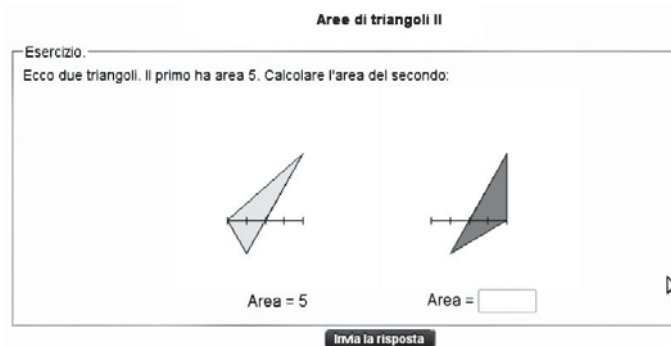 Aree di triangoli II
Esercizio.
Ecco due triangoli. Il primo ha area 5. Calcolare l'area del secondo:
Area = 5 Area =
Invia la risposta